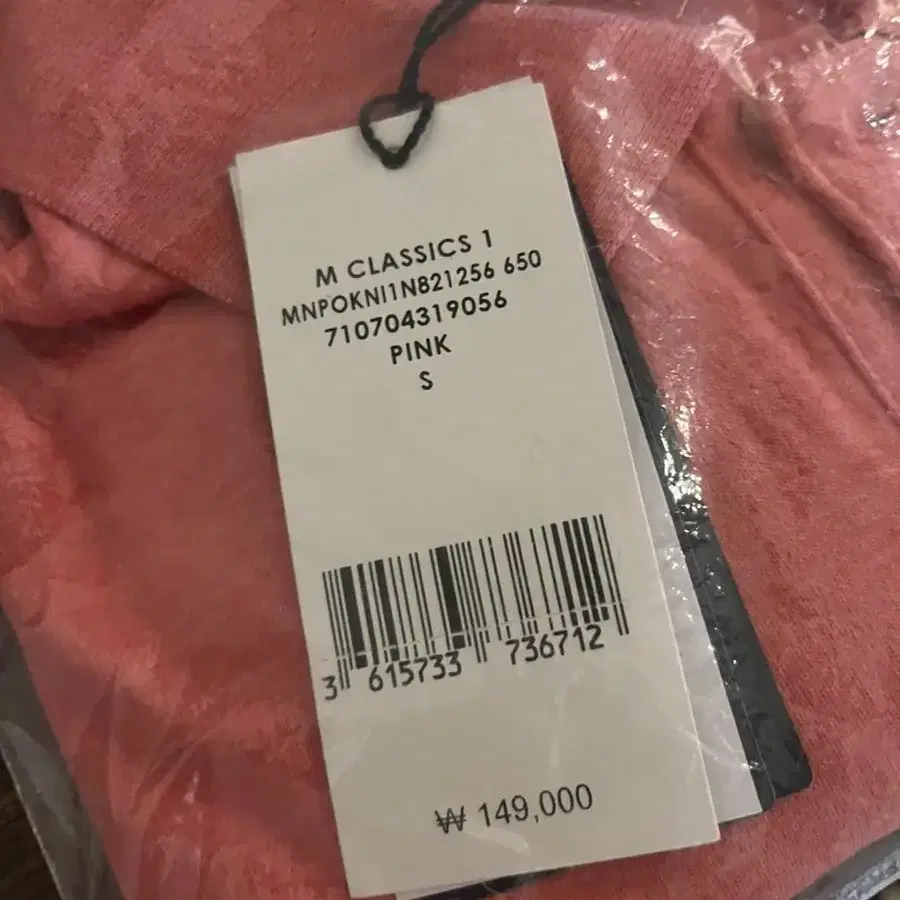 M CLASSICS 1
MNPOKNI1N821256 650
710704319056
PINK
S
3 615733 736712
₩ 149,000